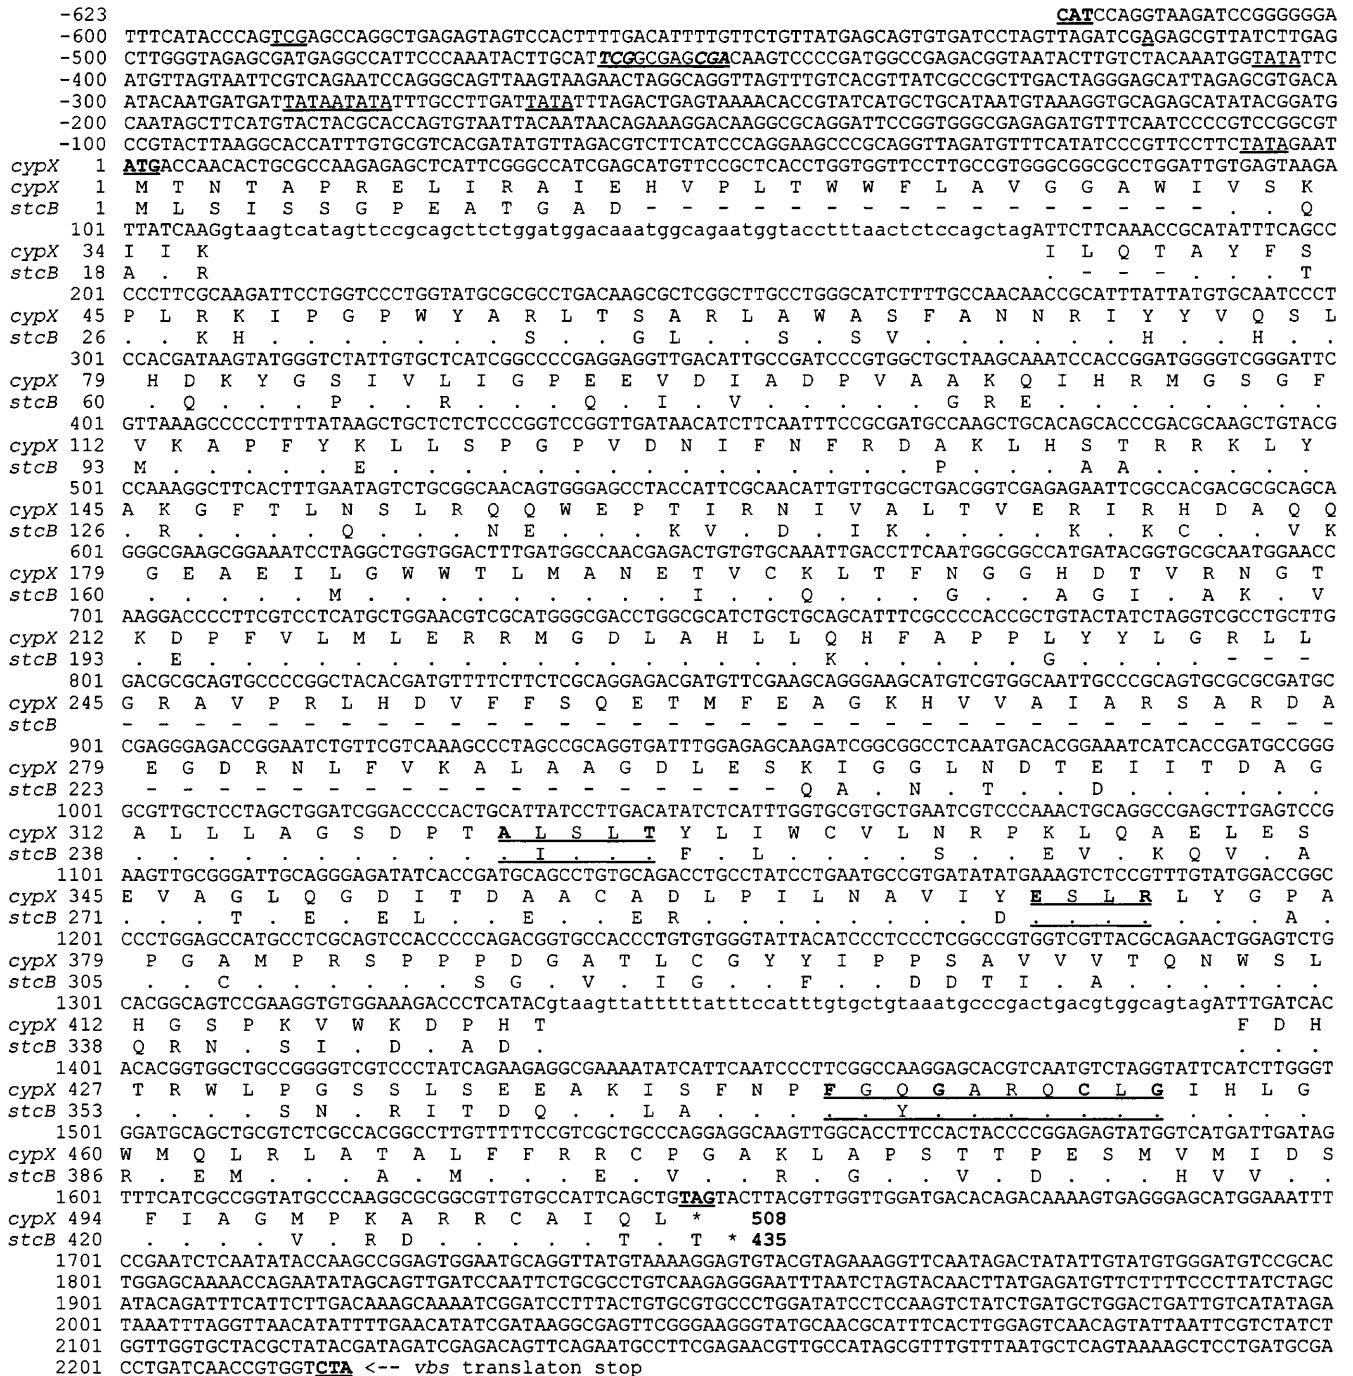 -623 CATCCAGGTAAGATCCGGGGGGA
-600 TTTCATACCCAGTCGAGCCAGGCTGAGAGTAGTCCACTTTTGACATTTTGTTCTGTTATGAGCAGTGTGATCCTAGTTAGATCGAGAGCGTTATCTTGAG
-500 CTTGGGTAGAGCGATGAGGCCATTCCCAAATACTTGCATTCGGCGAGCGACAAGTCCCCGATGGCCGAGACGGTAATACTTGTCTACAAATGGTATATTC
-400 ATGTTAGTAATTCGTCAGAATCCAGGGCAGTTAAGTAAGAACTAGGCAGGTTAGTTTGTCACGTTATCGCCGCTTGACTAGGGAGCATTAGAGCGTGACA
-300 ATACAATGATGATTATAATATATTTGCCTTGATTATATTTAGACTGAGTAAAACACCGTATCATGCTGCATAATGTAAAGGTGCAGAGCATATACGGATG
-200 CAATAGCTTCATGTACTACGCACCAGTGTAATTACAATAACAGAAAGGACAAGGCGCAGGATTCCGGTGGGCGAGAGATGTTTCAATCCCCGTCCGGCGT
-100 CCGTACTTAAGGCACCATTTGTGCGTCACGATATGTTAGACGTCTTCATCCCAGGAAGCCCGCAGGTTAGATGTTTCATATCCCGTTCCTTCTATAGAAT
cypX 1 ATGACCAACACTGCGCCAAGAGAGCTCATTCGGGCCATCGAGCATGTTCCGCTCACCTGGTGGTTCCTTGCCGTGGGCGGCGCCTGGATTGTGAGTAAGA
cypX 1 M T N T A P R E L I R A I E H V P L T W W F L A V G G A W I V S K
stcB 1 M L S I S S G P E A T G A D - - - - - - - - - - - - - - - - . . Q
101 TTATCAAGgtaagtcatagttccgcagcttctggatggacaaatggcagaatggtacctttaactctccagctagATTCTTCAAACCGCATATTTCAGCC
cypX 34 I I K I L Q T A Y F S
stcB 18 A . R . - - . . . T
201 CCCTTCGCAAGATTCCTGGTCCCTGGTATGCGCGCCTGACAAGCGCTCGGCTTGCCTGGGCATCTTTTGCCAACAACCGCATTTATTATGTGCAATCCCT
cypX 45 P L R K I P G P W Y A R L T S A R L A W A S F A N N R I Y Y V Q S L
stcB 26 . . K H . . . . . . S . . G L . . S . S V . . . . . . H . . H . .
301 CCACGATAAGTATGGGTCTATTGTGCTCATCGGCCCCGAGGAGGTTGACATTGCCGATCCCGTGGCTGCTAAGCAAATCCACCGGATGGGGTCGGGATTC
cypX 79 H D K Y G S I V L I G P E E V D I A D P V A A K Q I H R M G S G F
stcB 60 . Q . . . P . . R . . . Q . I . V . . . . G R E . . . . . . . .
401 GTTAAAGCCCCCTTTTATAAGCTGCTCTCTCCCGGTCCGGTTGATAACATCTTCAATTTCCGCGATGCCAAGCTGCACAGCACCCGACGCAAGCTGTACG
cypX 112 V K A P F Y K L L S P G P V D N I F N F R D A K L H S T R R K L Y
stcB 93 M . . . . . E . . . . . . . . . . . . . . . P . . . A A . . . . .
501 CCAAAGGCTTCACTTTGAATAGTCTGCGGCAACAGTGGGAGCCTACCATTCGCAACATTGTTGCGCTGACGGTCGAGAGAATTCGCCACGACGCGCAGCA
cypX 145 A K G F T L N S L R Q Q W E P T I R N I V A L T V E R I R H D A Q Q
stcB 126 . R . . . Q . . . N E . . . K V . D . I K . . . . K . K C . . V K
601 GGGCGAAGCGGAAATCCTAGGCTGGTGGACTTTGATGGCCAACGAGACTGTGTGCAAATTGACCTTCAATGGCGGCCATGATACGGTGCGCAATGGAACC
cypX 179 G E A E I L G W W T L M A N E T V C K L T F N G G H D T V R N G T
stcB 160 . . . . . M . . . . . . . . . I . . Q . . . G . . A G I . A K . V
701 AAGGACCCCTTCGTCCTCATGCTGGAACGTCGCATGGGCGACCTGGCGCATCTGCTGCAGCATTTCGCCCCACCGCTGTACTATCTAGGTCGCCTGCTTG
cypX 212 K D P F V L M L E R R M G D L A H L L Q H F A P P L Y Y L G R L L
stcB 193 . E . . . . . . . . . . . . . . . . . K . . . . . G . . . . - - -
801 GACGCGCAGTGCCCCGGCTACACGATGTTTTCTTCTCGCAGGAGACGATGTTCGAAGCAGGGAAGCATGTCGTGGCAATTGCCCGCAGTGCGCGCGATGC
cypX 245 G R A V P R L H D V F F S Q E T M F E A G K H V V A I A R S A R D A
stcB - - - - - - - - - - - - - - - - - - - - - - - - - - - - - - - - - -
901 CGAGGGAGACCGGAATCTGTTCGTCAAAGCCCTAGCCGCAGGTGATTTGGAGAGCAAGATCGGCGGCCTCAATGACACGGAAATCATCACCGATGCCGGG
cypX 279 E G D R N L F V K A L A A G D L E S K I G G L N D T E I I T D A G
stcB 223 - - - - - - - - - - - - - - - - - - Q A . N . T . . D . . . . . .
1001 GCGTTGCTCCTAGCTGGATCGGACCCCACTGCATTATCCTTGACATATCTCATTTGGTGCGTGCTGAATCGTCCCAAACTGCAGGCCGAGCTTGAGTCCG
cypX 312 A L L L A G S D P T A L S L T Y L I W C V L N R P K L Q A E L E S
stcB 238 . . . . . . . . . . . I . . . F . L . . . . S . . E V . K Q V . A
1101 AAGTTGCGGGATTGCAGGGAGATATCACCGATGCAGCCTGTGCAGACCTGCCTATCCTGAATGCCGTGATATATGAAAGTCTCCGTTTGTATGGACCGGC
cypX 345 E V A G L Q G D I T D A A C A D L P I L N A V I Y E S L R L Y G P A
stcB 271 . . . T . E . E L . . E . . E R . . . . . . . . . D . . . . . . . A .
1201 CCCTGGAGCCATGCCTCGCAGTCCACCCCCAGACGGTGCCACCCTGTGTGGGTATTACATCCCTCCCTCGGCCGTGGTCGTTACGCAGAACTGGAGTCTG
cypX 379 P G A M P R S P P P D G A T L C G Y Y I P P S A V V V T Q N W S L
stcB 305 . . C . . . . . . S G . V . I G . . F . . D D T I . A . . . . . .
1301 CACGGCAGTCCGAAGGTGTGGAAAGACCCTCATACgtaagttatttttatttccatttgtgctgtaaatgcccgactgacgtggcagtagATTTGATCAC
cypX 412 H G S P K V W K D P H T F D H
stcB 338 Q R N . S I . D . A D . . . .
1401 ACACGGTGGCTGCCGGGGTCGTCCCTATCAGAAGAGGCGAAAATATCATTCAATCCCTTCGGCCAAGGAGCACGTCAATGTCTAGGTATTCATCTTGGGT
cypX 427 T R W L P G S S L S E E A K I S F N P F G Q G A R Q C L G I H L G
stcB 353 . . . . S N . R I T D Q . . L A . . . . . Y . . . . . . . . . . .
1501 GGATGCAGCTGCGTCTCGCCACGGCCTTGTTTTTCCGTCGCTGCCCAGGAGGCAAGTTGGCACCTTCCACTACCCCGGAGAGTATGGTCATGATTGATAG
cypX 460 W M Q L R L A T A L F F R R C P G A K L A P S T T P E S M V M I D S
stcB 386 R . E M . . . A . M . . . E . V . . . R . G . . V . D . . H V V .
1601 TTTCATCGCCGGTATGCCCAAGGCGCGGCGTTGTGCCATTCAGCTGTAGTACTTACGTTGGTTGGATGACACAGACAAAAGTGAGGGAGCATGGAAATTT
cypX 494 F I A G M P K A R R C A I Q L * 508
stcB 420 . . . . V . R D . . . . . T . T * 435
1701 CCGAATCTCAATATACCAAGCCGGAGTGGAATGCAGGTTATGTAAAAGGAGTGTACGTAGAAAGGTTCAATAGACTATATTGTATGTGGGATGTCCGCAC
1801 TGGAGCAAAACCAGAATATAGCAGTTGATCCAATTCTGCGCCTGTCAAGAGGGAATTTAATCTAGTACAACTTATGAGATGTTCTTTTCCCTTATCTAGC
1901 ATACAGATTTCATTCTTGACAAAGCAAAATCGGATCCTTTACTGTGCGTGCCCTGGATATCCTCCAAGTCTATCTGATGCTGGACTGATTGTCATATAGA
2001 TAAATTTAGGTTAACATATTTTGAACATATCGATAAGGCGAGTTCGGGAAGGGTATGCAACGCATTTCACTTGGAGTCAACAGTATTAATTCGTCTATCT
2101 GGTTGGTGCTACGCTATACGATAGATCGAGACAGTTCAGAATGCCTTCGAGAACGTTGCCATAGCGTTTGTTTAATGCTCAGTAAAAGCTCCTGATGCGA
2201 CCTGATCAACCGTGGTCTA <-- vbs translaton stop